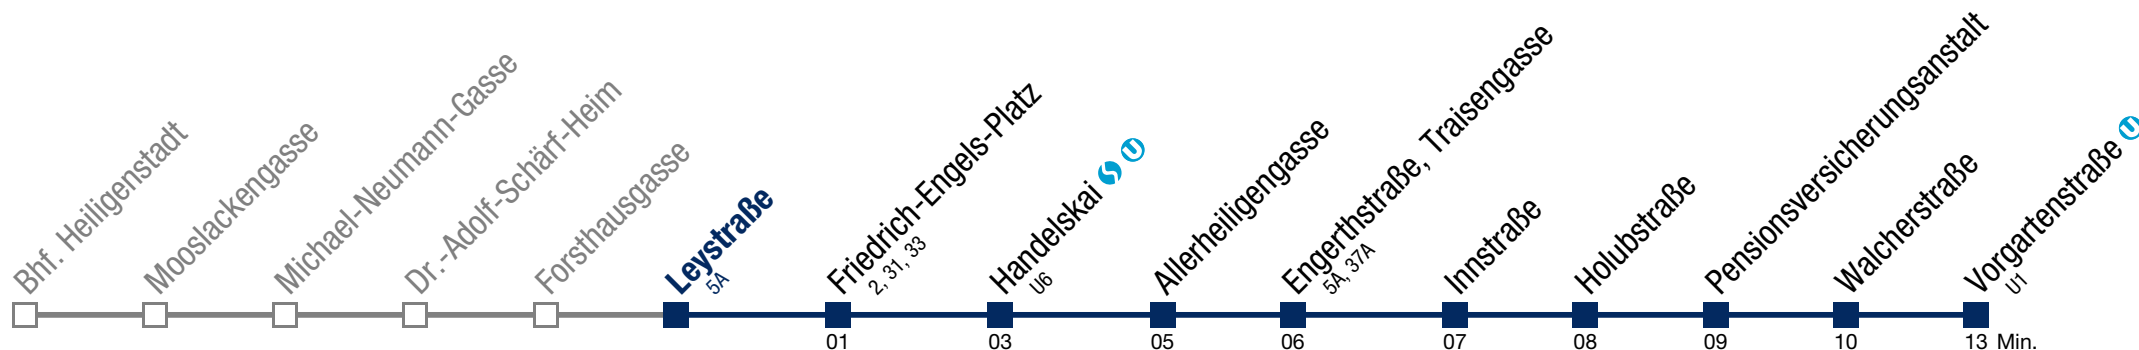 Bhf. Heiligenstadt
Mooslackengasse
Michael-Neumann-Gasse
Dr.-Adolf-Schärf-Heim
Forsthausgasse
Leystraße
5A
Friedrich-Engels-Platz
2, 31, 33
Handelskai
U6
Allerheiligengasse
Engerthstraße, Traisengasse
5A, 37A
Innstraße
Holubstraße
Pensionsversicherungsanstalt
Walcherstraße
Vorgartenstraße
U1
01 03 05 06 07 08 09 10 13 Min.